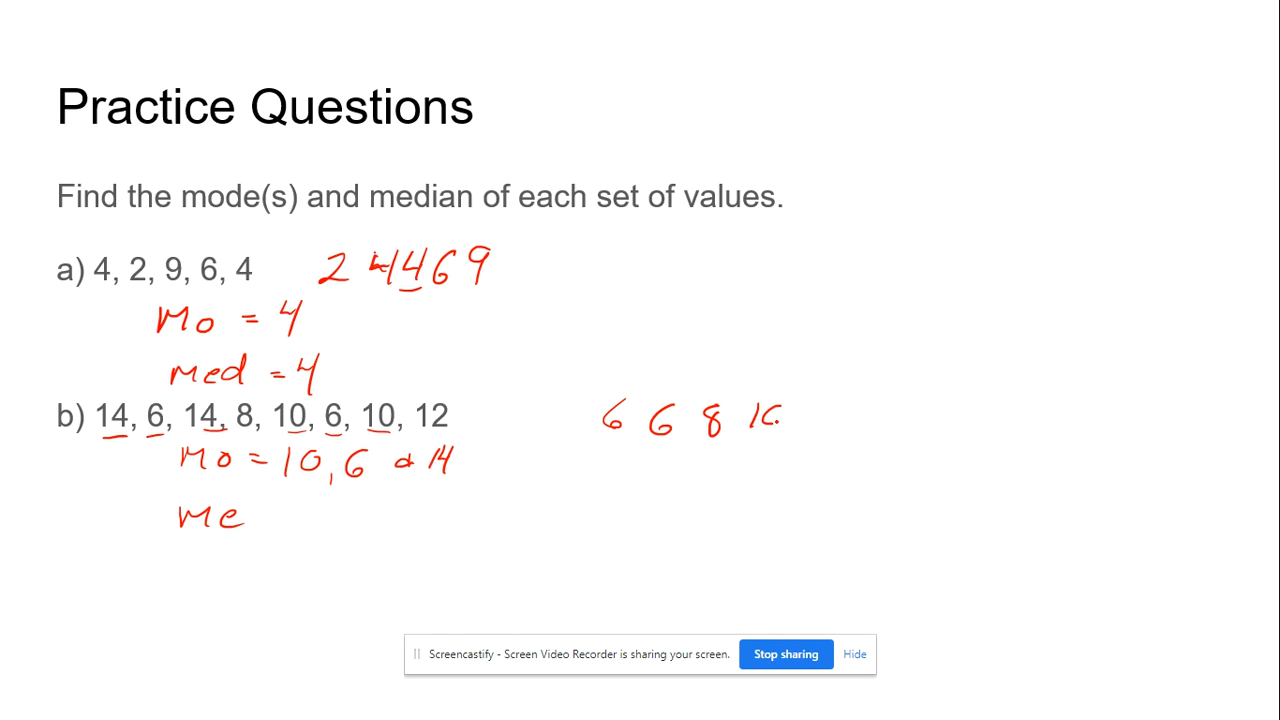 Practice Questions
Find the mode(s) and median of each set of values.
a) 4, 2, 9, 6, 4 2 4 4 6 9
Mo = 4
med = 4
b) 14, 6, 14, 8, 10, 6, 10, 12 6 6 8 10
Mo = 10, 6 & 14
Me
Screencastify - Screen Video Recorder is sharing your screen. Stop sharing Hide